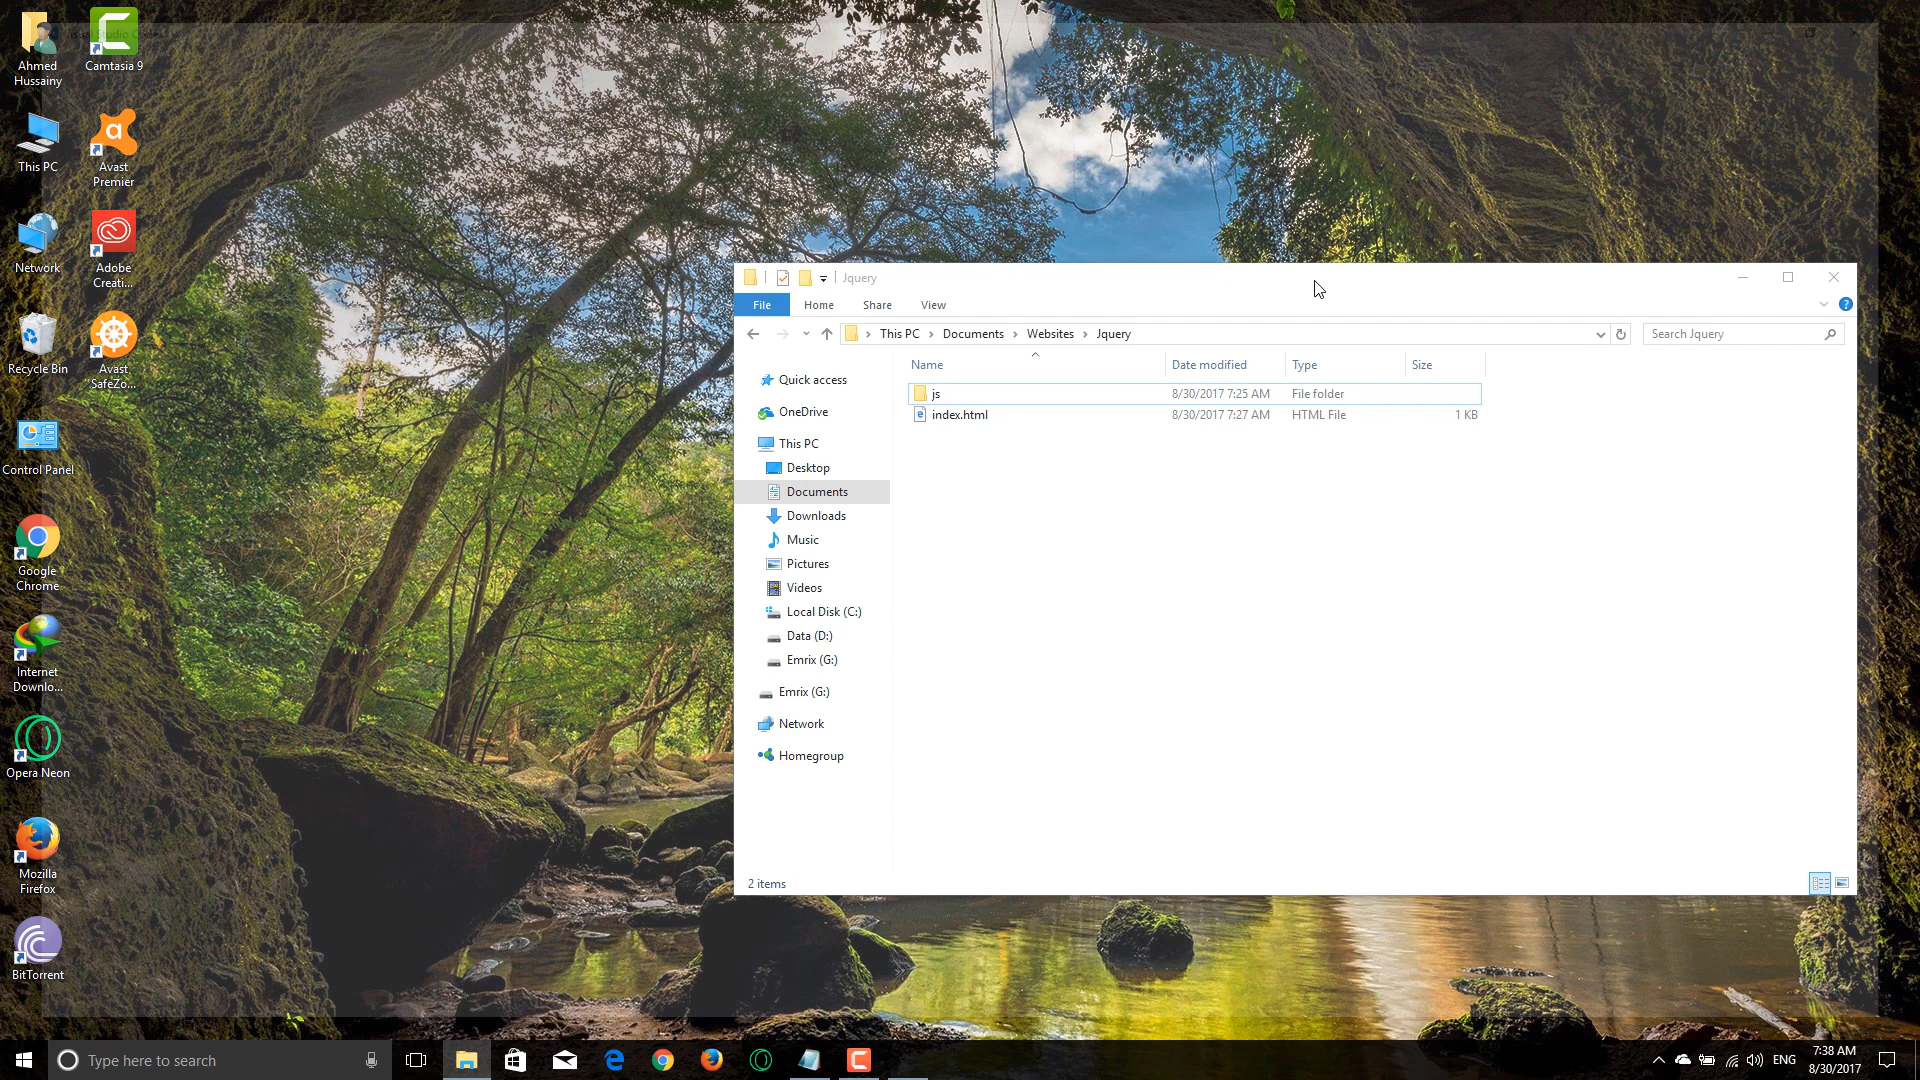 Ahmed
Hussainy
Camtasia 9
This PC
Avast
Premier
Network
Adobe
Creati...
Recycle Bin
Avast
SafeZo...
Control Panel
Google
Chrome
Internet
Downlo...
Opera Neon
Mozilla
Firefox
BitTorrent
Jquery
File
Home
Share
View
This PC
Documents
Websites
Jquery
Search Jquery
Name
Date modified
Type
Size
js
8/30/2017 7:25 AM
File folder
index.html
8/30/2017 7:27 AM
HTML File
1 KB
Quick access
OneDrive
This PC
Desktop
Documents
Downloads
Music
Pictures
Videos
Local Disk (C:)
Data (D:)
Emrix (G:)
Emrix (G:)
Network
Homegroup
2 items
Type here to search
ENG
7:38 AM
8/30/2017